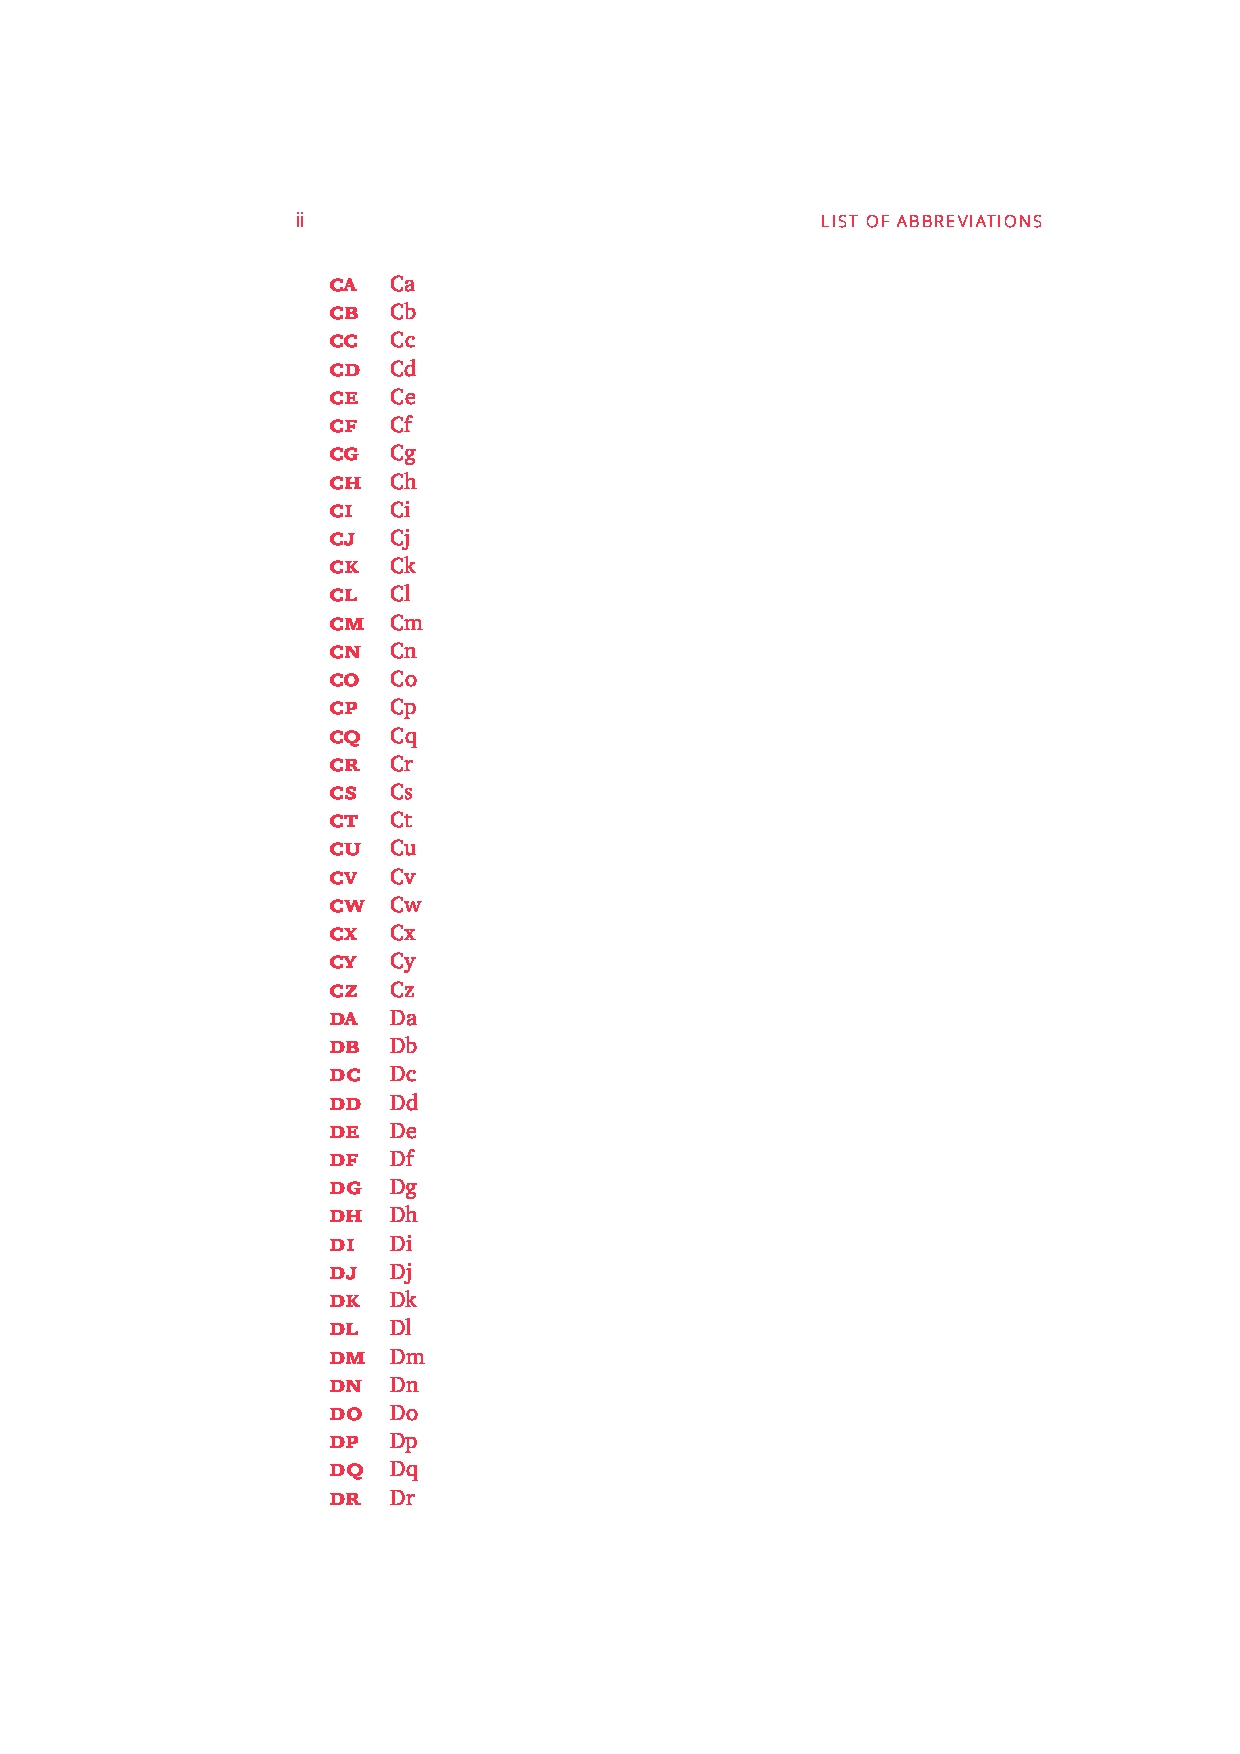 ii LIST OF ABBREVIATIONS
CA Ca
CB Cb
CC Cc
CD Cd
CE Ce
CF Cf
CG Cg
CH Ch
CI Ci
CJ Cj
CK Ck
CL Cl
CM Cm
CN Cn
CO Co
CP Cp
CQ Cq
CR Cr
CS Cs
CT Ct
CU Cu
CV Cv
CW Cw
CX Cx
CY Cy
CZ Cz
DA Da
DB Db
DC Dc
DD Dd
DE De
DF Df
DG Dg
DH Dh
DI Di
DJ Dj
DK Dk
DL Dl
DM Dm
DN Dn
DO Do
DP Dp
DQ Dq
DR Dr